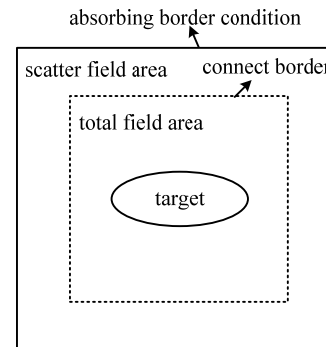 absorbing border condition
scatter field area
connect border
total field area
target